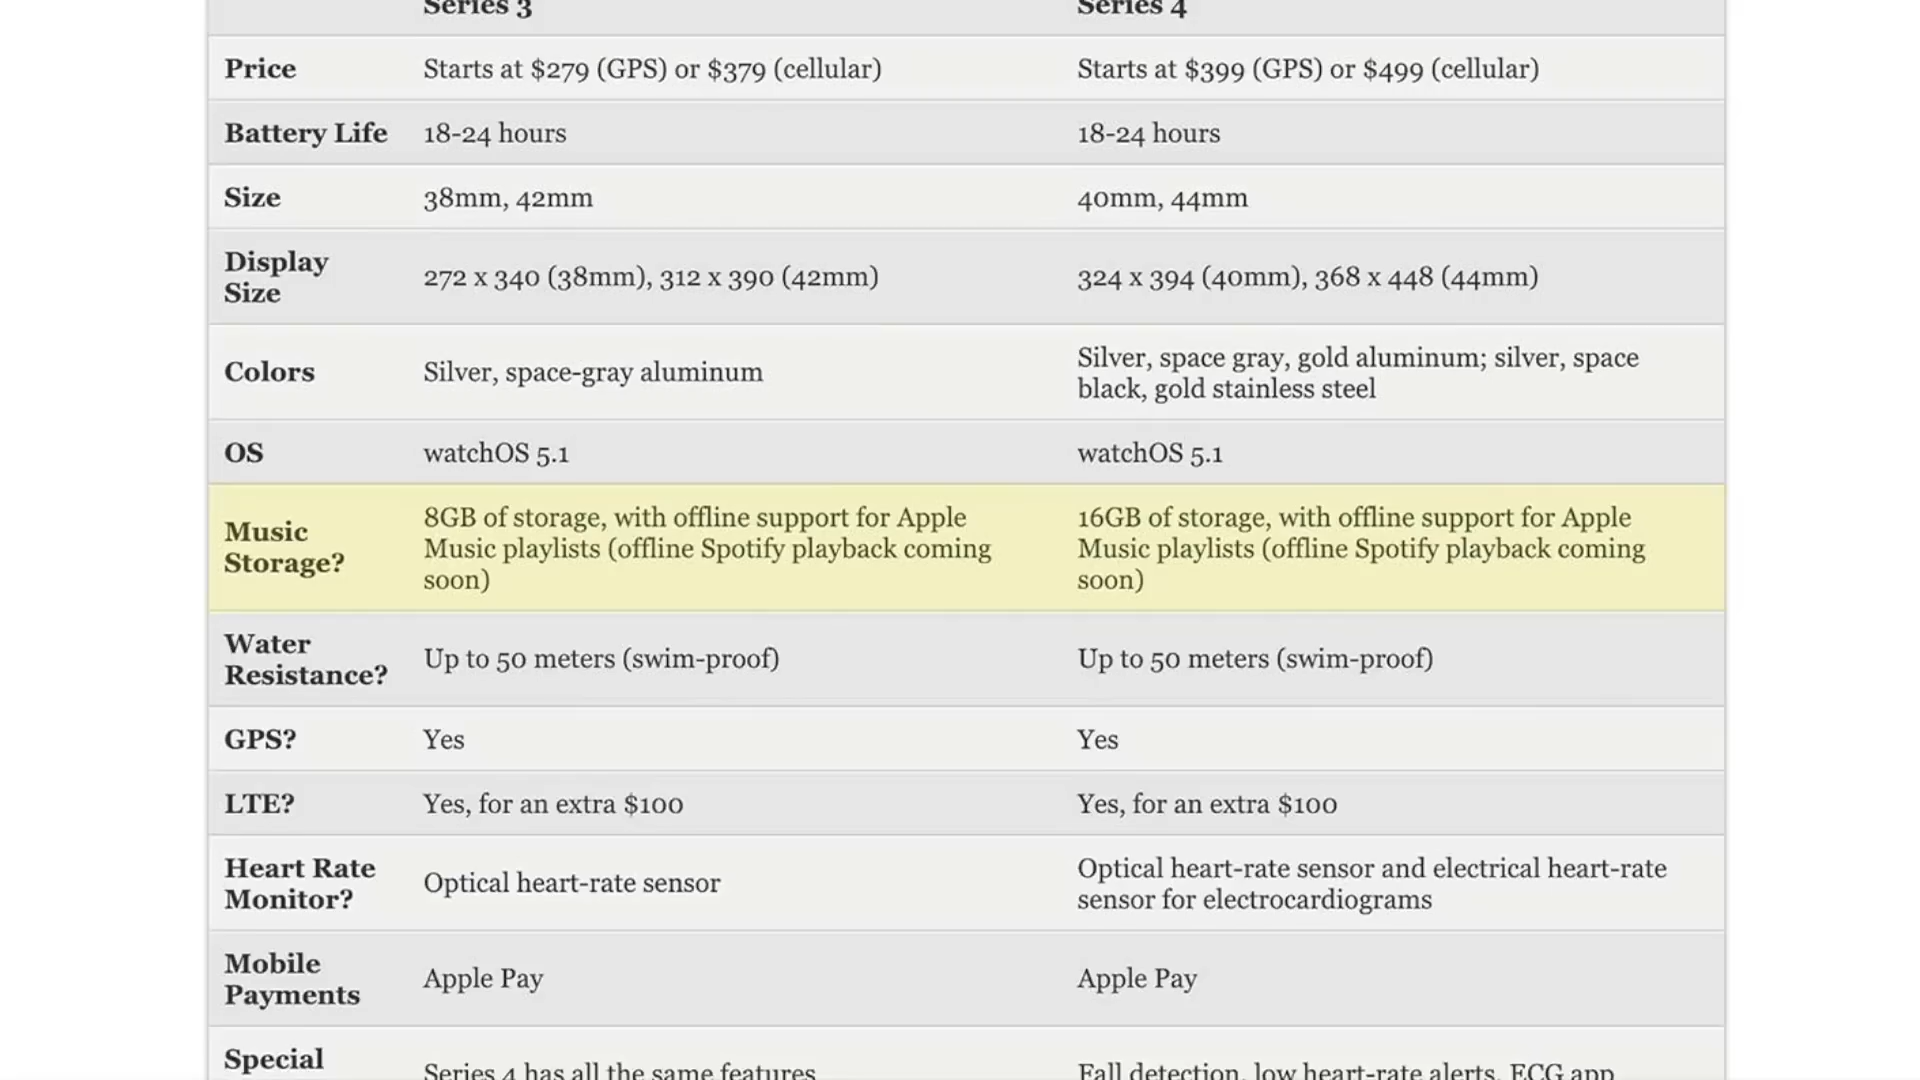 Series 3 Series 4
Price Starts at $279 (GPS) or $379 (cellular) Starts at $399 (GPS) or $499 (cellular)
Battery Life 18-24 hours 18-24 hours
Size 38mm, 42mm 40mm, 44mm
Display
Size
272 x 340 (38mm), 312 x 390 (42mm) 324 x 394 (40mm), 368 x 448 (44mm)
Colors Silver, space-gray aluminum
Silver, space gray, gold aluminum; silver, space
black, gold stainless steel
OS watchOS 5.1 watchOS 5.1
Music
Storage?
8GB of storage, with offline support for Apple
Music playlists (offline Spotify playback coming
soon)
16GB of storage, with offline support for Apple
Music playlists (offline Spotify playback coming
soon)
Water
Resistance?
Up to 50 meters (swim-proof) Up to 50 meters (swim-proof)
GPS? Yes Yes
LTE? Yes, for an extra $100 Yes, for an extra $100
Heart Rate
Monitor?
Optical heart-rate sensor
Optical heart-rate sensor and electrical heart-rate
sensor for electrocardiograms
Mobile
Payments
Apple Pay Apple Pay
Special
Series 4 has all the same features Fall detection, low heart-rate alerts, ECG app